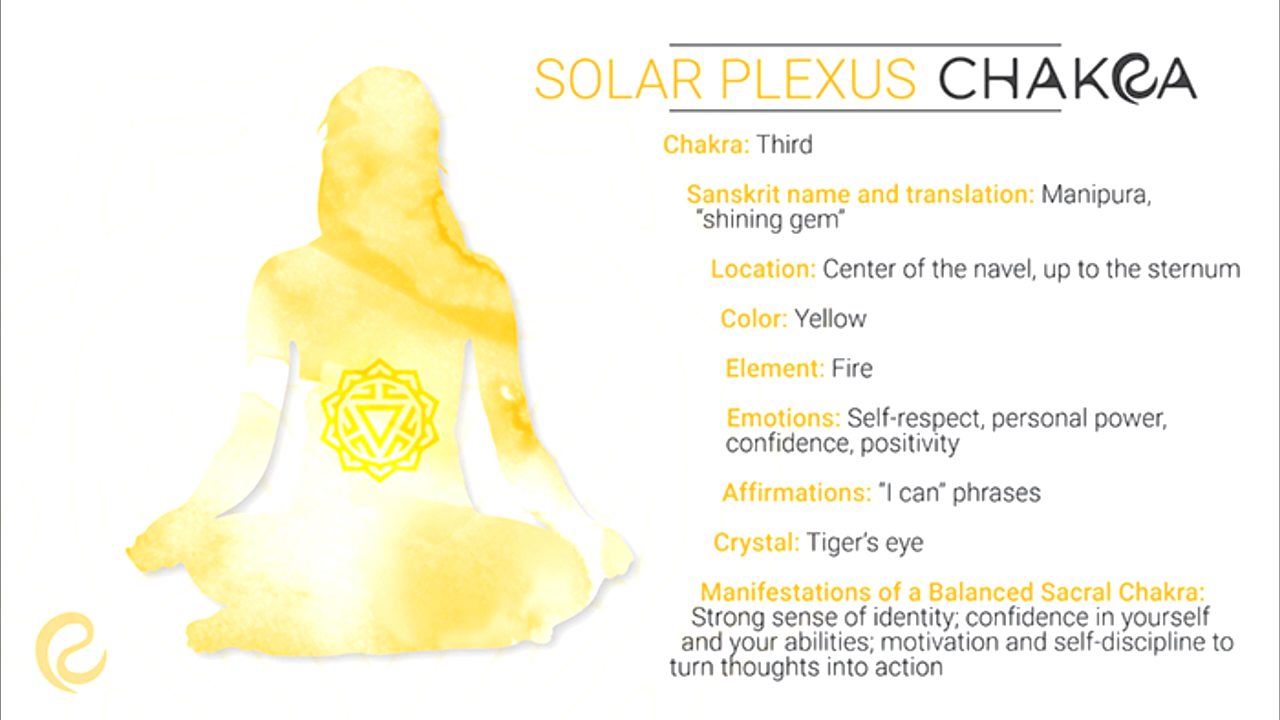 SOLAR PLEXUS CHAKRA
Chakra: Third
Sanskrit name and translation: Manipura,
“shining gem”
Location: Center of the navel, up to the sternum
Color: Yellow
Element: Fire
Emotions: Self-respect, personal power,
confidence, positivity
Affirmations: “I can” phrases
Crystal: Tiger’s eye
Manifestations of a Balanced Sacral Chakra:
Strong sense of identity; confidence in yourself
and your abilities; motivation and self-discipline to
turn thoughts into action